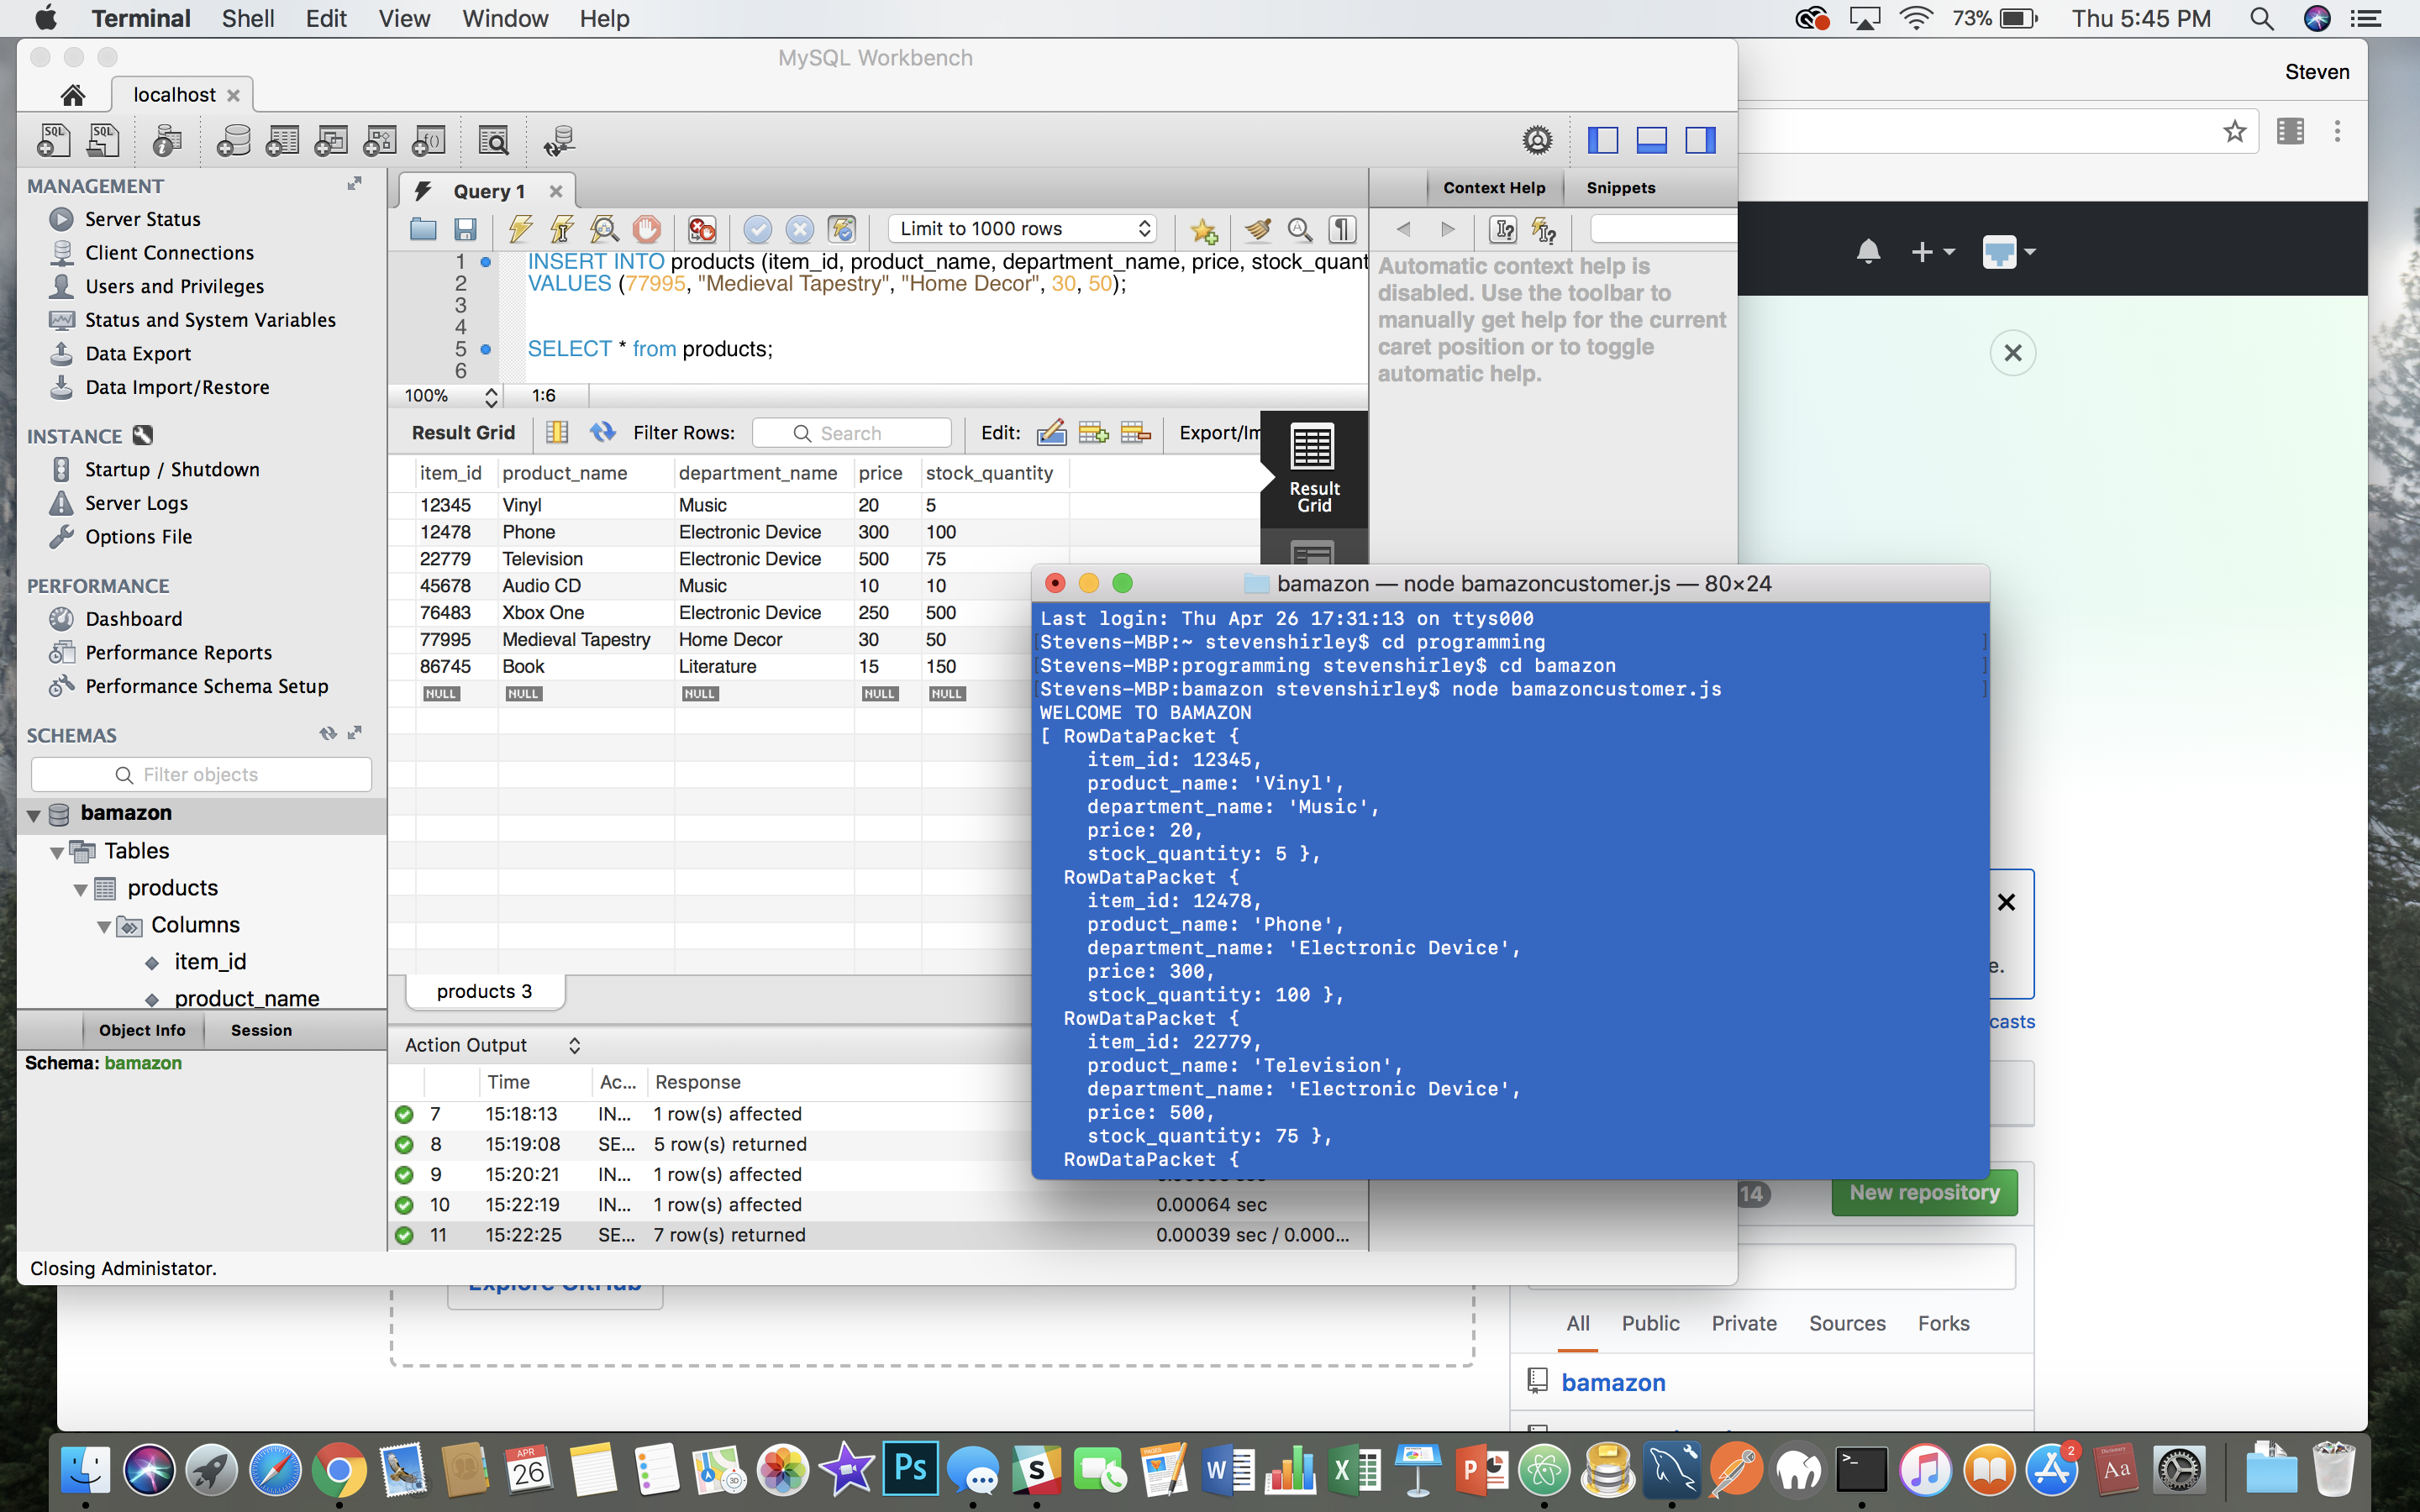 Terminal Shell Edit View Window Help 73% Thu 5:45 PM
MySQL Workbench
Steven
localhost
MANAGEMENT
Server Status
Client Connections
Users and Privileges
Status and System Variables
Data Export
Data Import/Restore
INSTANCE
Startup / Shutdown
Server Logs
Options File
PERFORMANCE
Dashboard
Performance Reports
Performance Schema Setup
SCHEMAS
Filter objects
bamazon
Tables
products
Columns
item_id
product_name
Object Info Session
Schema: bamazon
Query 1
Limit to 1000 rows
1 INSERT INTO products (item_id, product_name, department_name, price, stock_quant
2 VALUES (77995, "Medieval Tapestry", "Home Decor", 30, 50);
3
4
5 SELECT * from products;
6
100% 1:6
Context Help Snippets
Automatic context help is
disabled. Use the toolbar to
manually get help for the current
caret position or to toggle
automatic help.
Result Grid Filter Rows: Search Edit: Export/Im
Result
Grid
item_id product_name department_name price stock_quantity
12345 Vinyl Music 20 5
12478 Phone Electronic Device 300 100
22779 Television Electronic Device 500 75
45678 Audio CD Music 10 10
76483 Xbox One Electronic Device 250 500
77995 Medieval Tapestry Home Decor 30 50
86745 Book Literature 15 150
NULL NULL NULL NULL NULL
products 3
Action Output
Time Ac... Response
7 15:18:13 IN... 1 row(s) affected
8 15:19:08 SE... 5 row(s) returned
9 15:20:21 IN... 1 row(s) affected
10 15:22:19 IN... 1 row(s) affected 0.00064 sec
11 15:22:25 SE... 7 row(s) returned 0.00039 sec / 0.000...
Closing Administator.
bamazon — node bamazoncustomer.js — 80×24
Last login: Thu Apr 26 17:31:13 on ttys000
[Stevens-MBP:~ stevenshirley$ cd programming ]
[Stevens-MBP:programming stevenshirley$ cd bamazon ]
[Stevens-MBP:bamazon stevenshirley$ node bamazoncustomer.js ]
WELCOME TO BAMAZON
[ RowDataPacket {
item_id: 12345,
product_name: 'Vinyl',
department_name: 'Music',
price: 20,
stock_quantity: 5 },
RowDataPacket {
item_id: 12478,
product_name: 'Phone',
department_name: 'Electronic Device',
price: 300,
stock_quantity: 100 },
RowDataPacket {
item_id: 22779,
product_name: 'Television',
department_name: 'Electronic Device',
price: 500,
stock_quantity: 75 },
RowDataPacket {
e.
casts
14 New repository
Explore GitHub
All Public Private Sources Forks
bamazon
APR
26
Ps
2